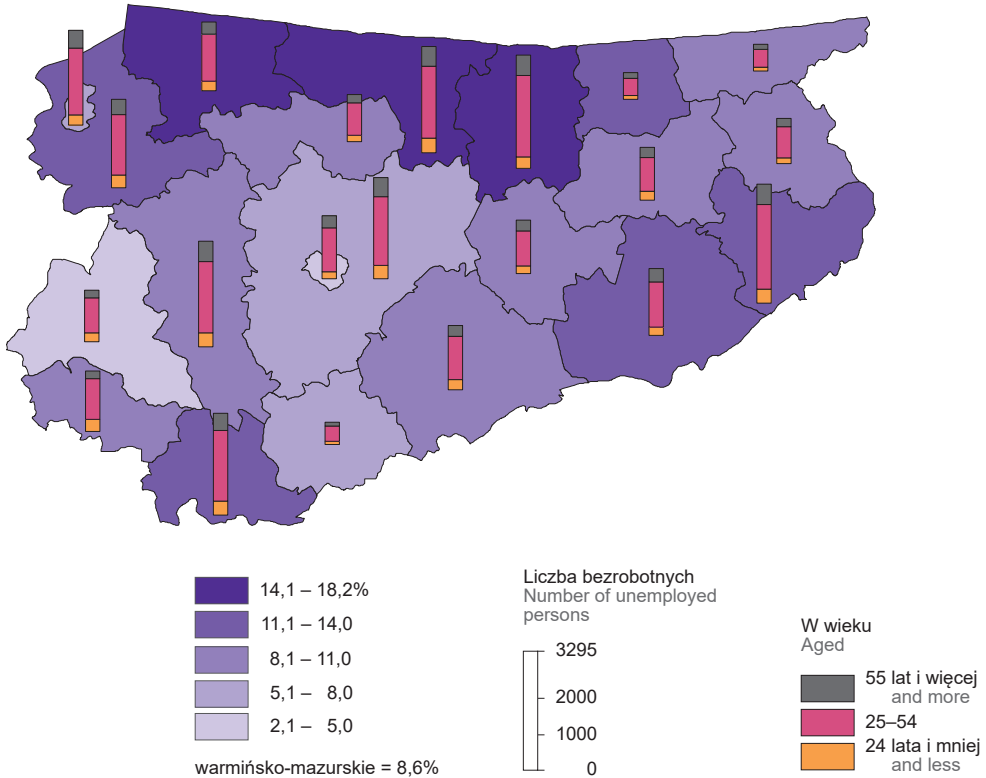 14,1 – 18,2%
11,1 – 14,0
8,1 – 11,0
5,1 – 8,0
2,1 – 5,0
warmińsko-mazurskie = 8,6%
Liczba bezrobotnych
Number of unemployed
persons
3295
2000
1000
0
W wieku
Aged
55 lat i więcej
and more
25–54
24 lata i mniej
and less